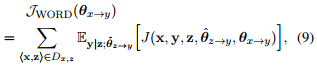 𝒥_WORD(θ_{x→y})
= ∑_{⟨x,z⟩∈D_{x,z}} 𝔼_{y|z;θ̂_{z→y}} [ J(x, y, z, θ̂_{z→y}, θ_{x→y}) ], (9)